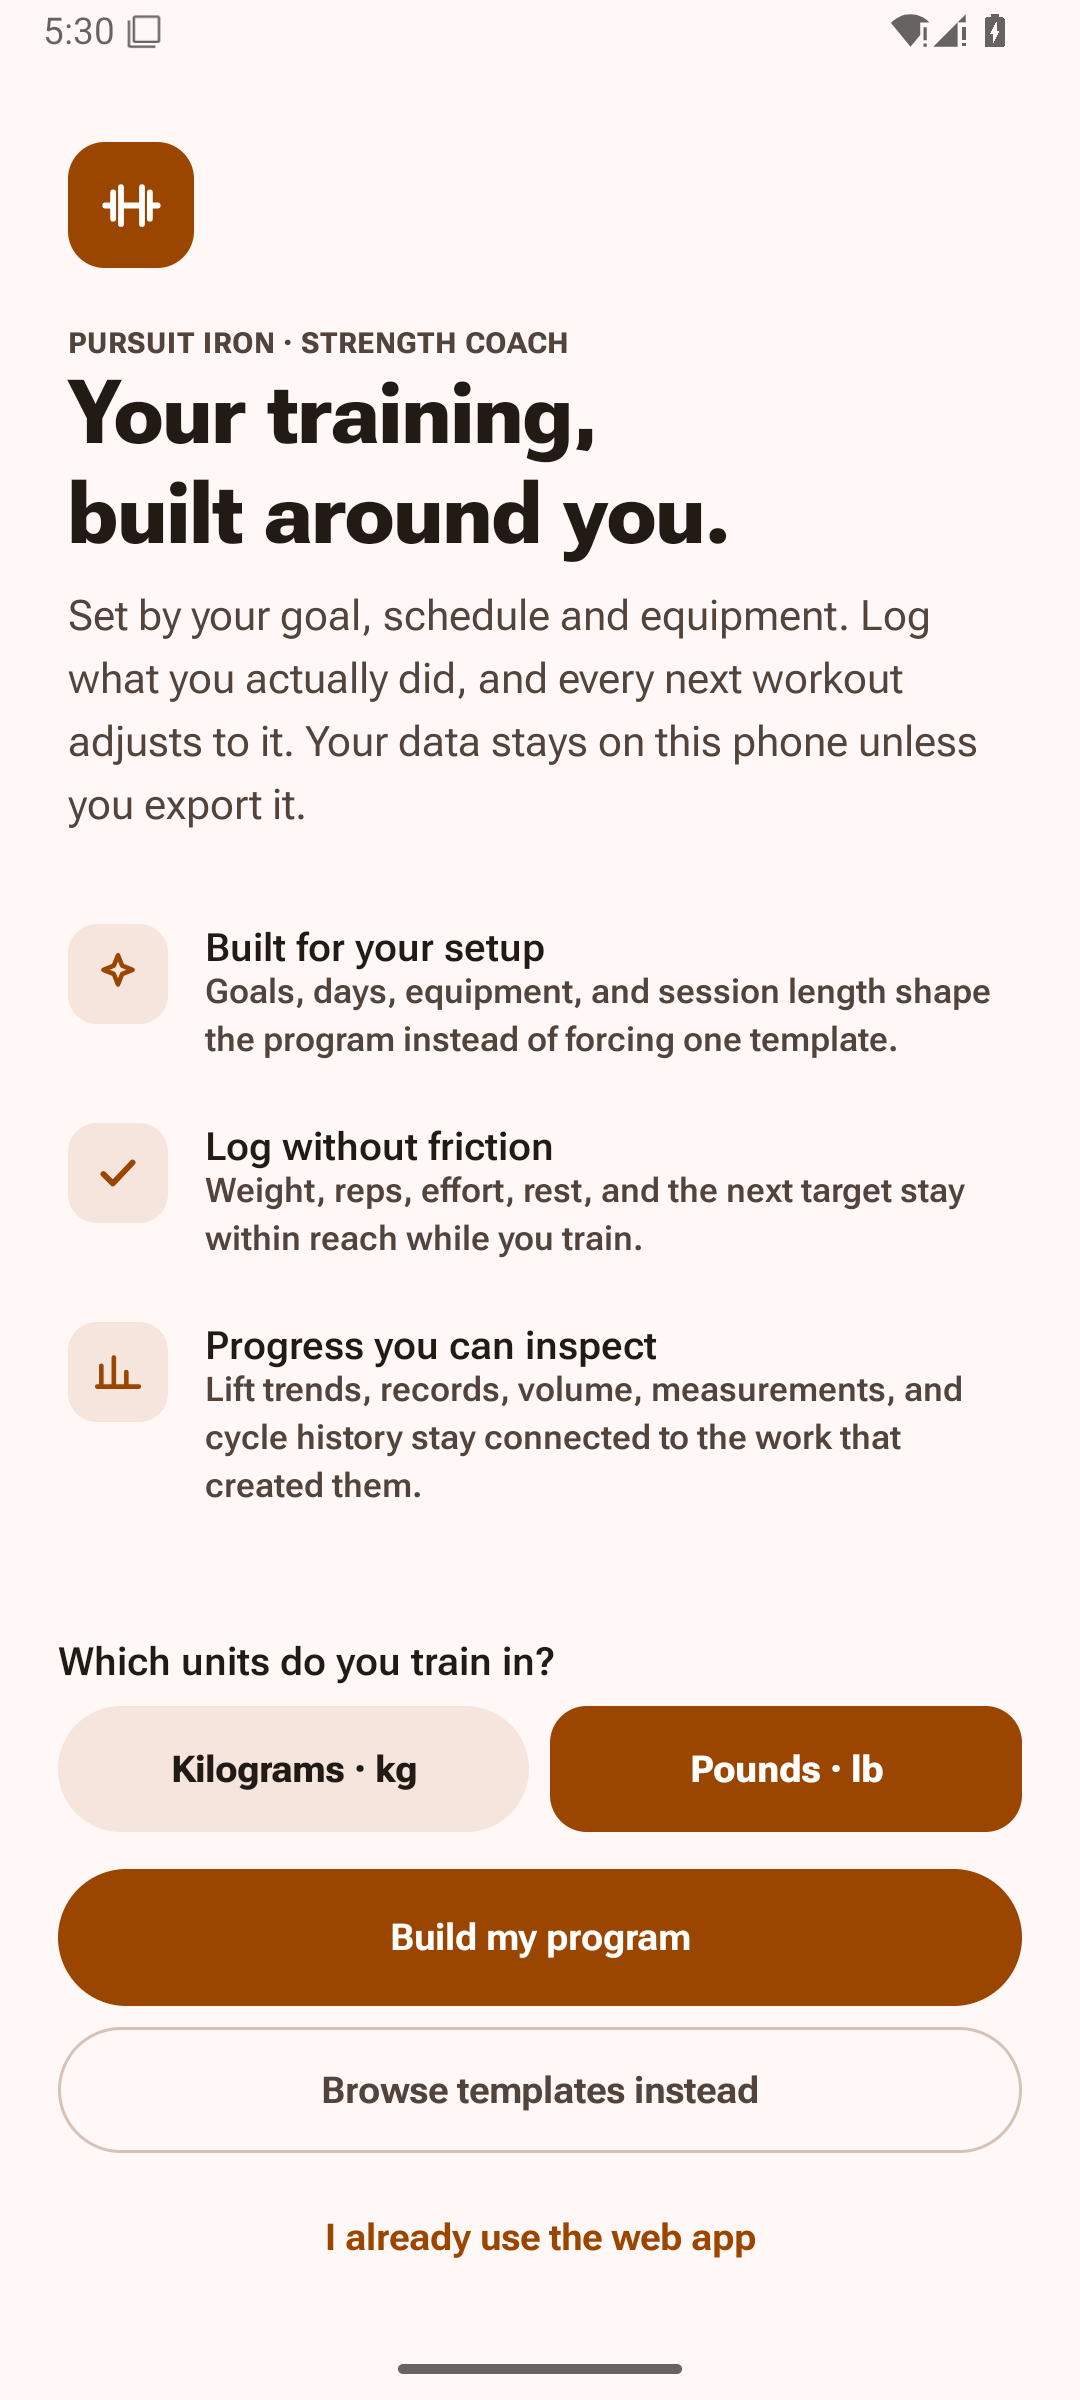 5:30
PURSUIT IRON · STRENGTH COACH
Your training,
built around you.
Set by your goal, schedule and equipment. Log
what you actually did, and every next workout
adjusts to it. Your data stays on this phone unless
you export it.
Built for your setup
Goals, days, equipment, and session length shape
the program instead of forcing one template.
Log without friction
Weight, reps, effort, rest, and the next target stay
within reach while you train.
Progress you can inspect
Lift trends, records, volume, measurements, and
cycle history stay connected to the work that
created them.
Which units do you train in?
Kilograms · kg
Pounds · lb
Build my program
Browse templates instead
I already use the web app